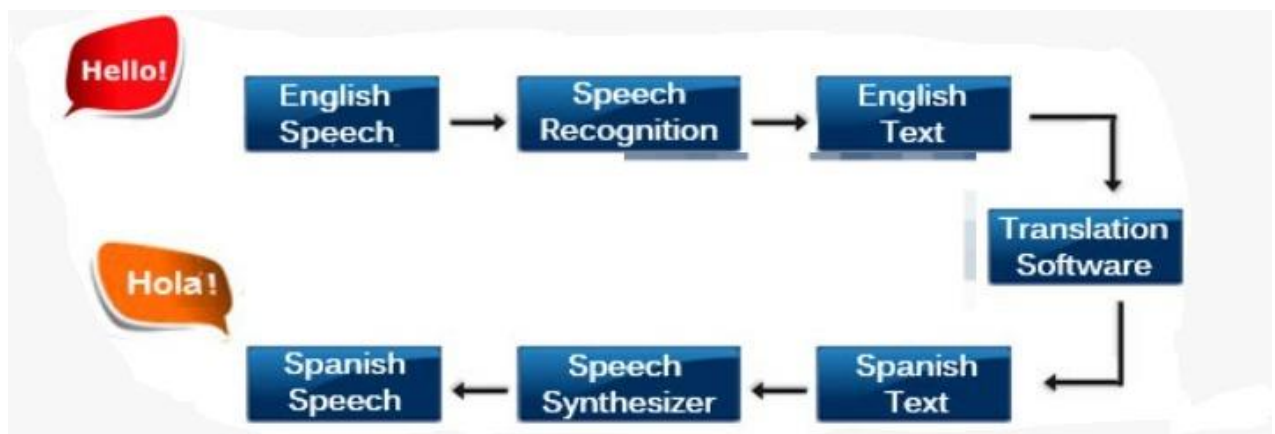 Hello!
English
Speech
Speech
Recognition
English
Text
Translation
Software
Hola!
Spanish
Speech
Speech
Synthesizer
Spanish
Text